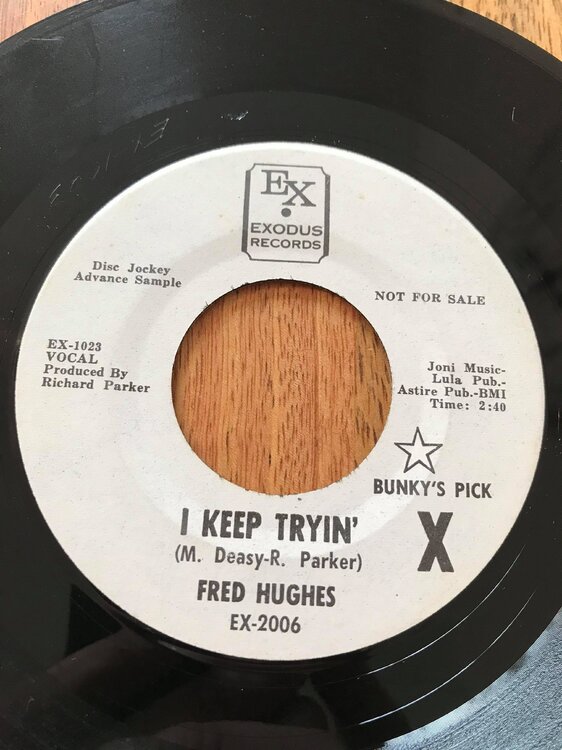 EX
EXODUS
RECORDS
Disc Jockey
Advance Sample
NOT FOR SALE
EX-1023
VOCAL
Produced By
Richard Parker
Joni Music-
Lula Pub.-
Astire Pub.-BMI
Time: 2:40
BUNKY'S PICK
X
I KEEP TRYIN'
(M. Deasy-R. Parker)
FRED HUGHES
EX-2006